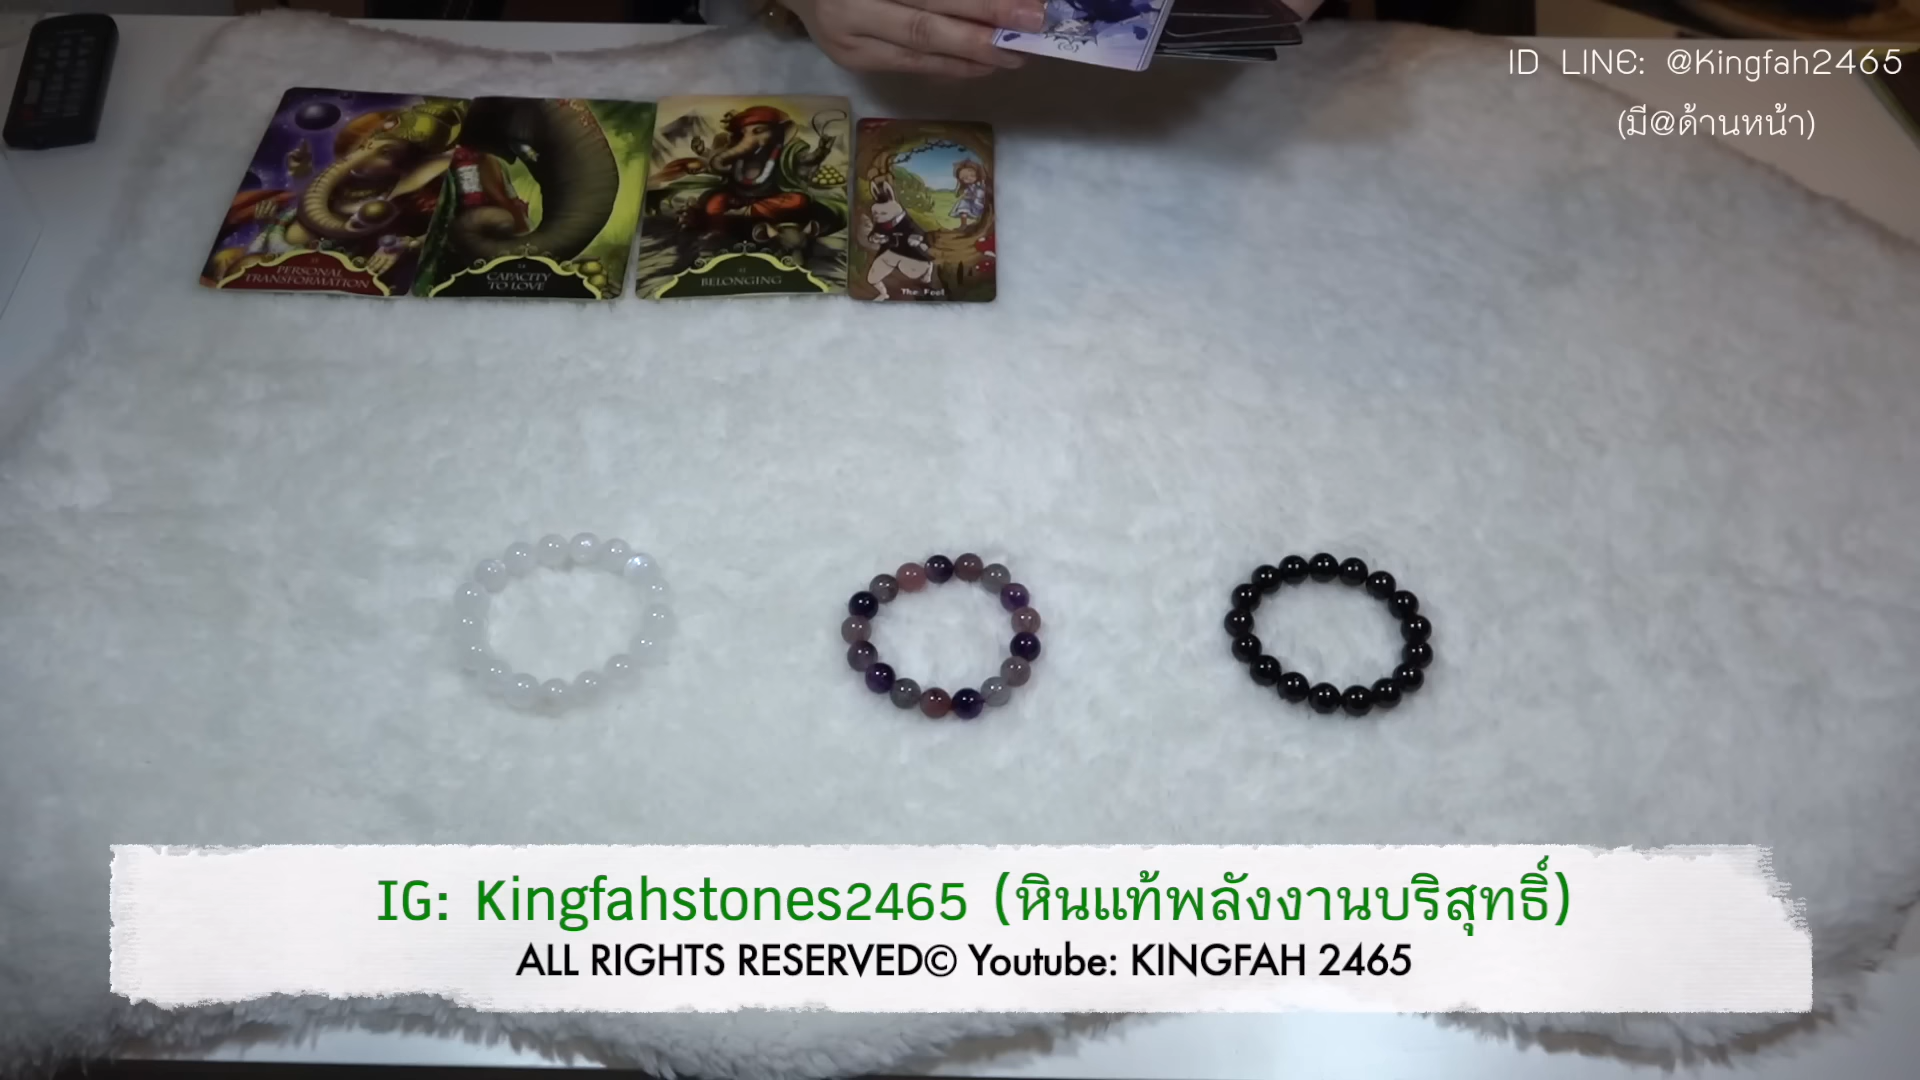 ID LINE: @Kingfah2465
(มี@ด้านหน้า)
PERSONAL
TRANSFORMATION
CAPACITY
TO LOVE
BELONGING
The Fool
IG: Kingfahstones2465 (หินแท้พลังงานบริสุทธิ์)
ALL RIGHTS RESERVED© Youtube: KINGFAH 2465